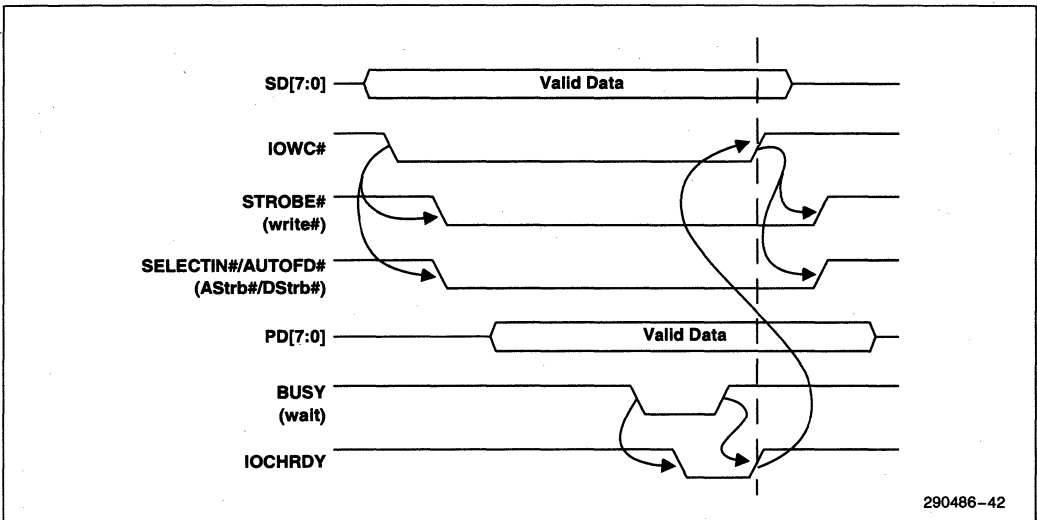 SD[7:0]
Valid Data
IOWC#
STROBE#
(write#)
SELECTIN#/AUTOFD#
(AStrb#/DStrb#)
PD[7:0]
Valid Data
BUSY
(wait)
IOCHRDY
290486–42